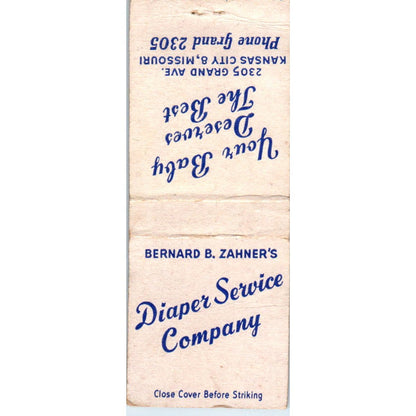 Your Baby
Deserves
The Best
2305 GRAND AVE.
KANSAS CITY 8, MISSOURI
Phone Grand 2305
BERNARD B. ZAHNER'S
Diaper Service
Company
Close Cover Before Striking